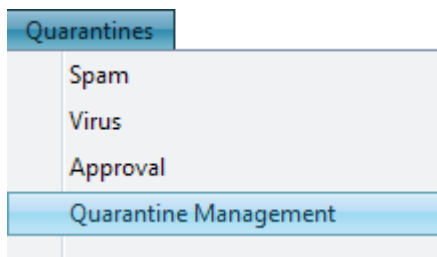 Quarantines
Spam
Virus
Approval
Quarantine Management